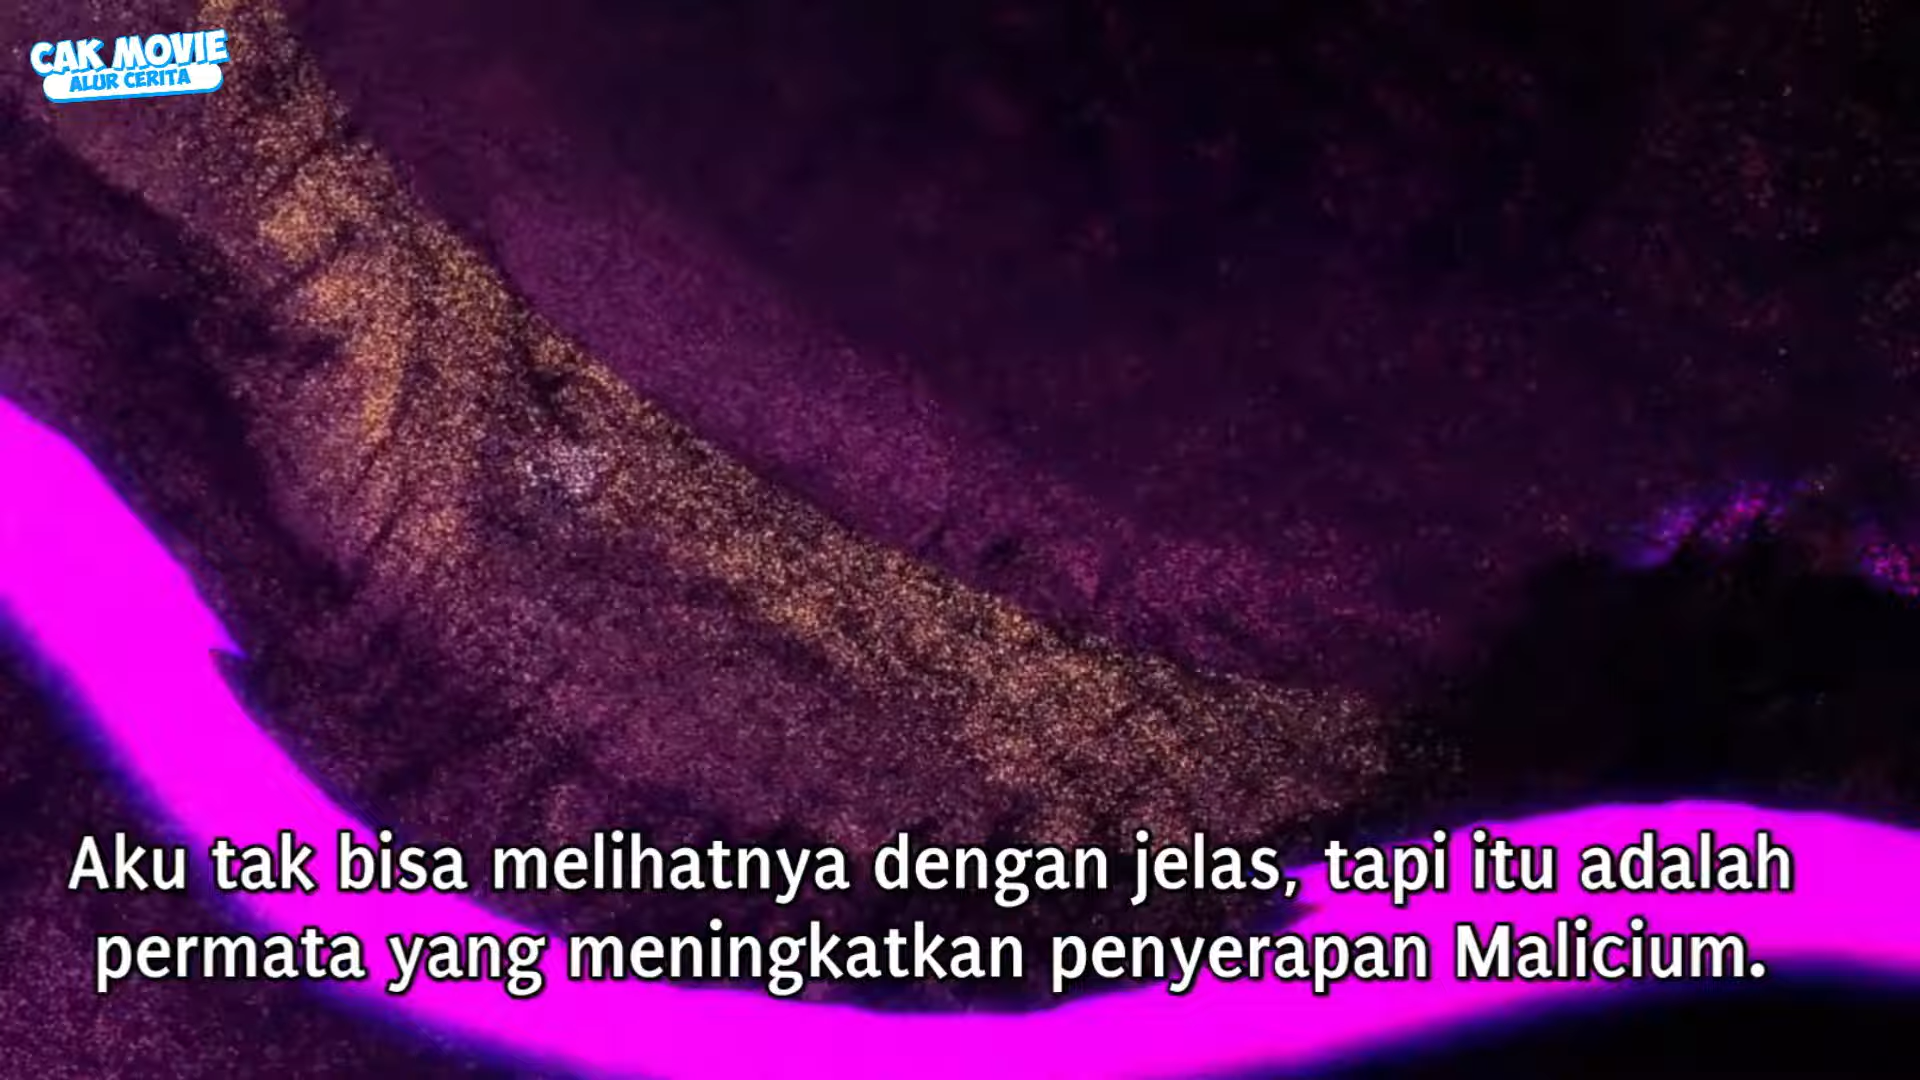 CAK MOVIE
ALUR CERITA
Aku tak bisa melihatnya dengan jelas, tapi itu adalah
permata yang meningkatkan penyerapan Malicium.